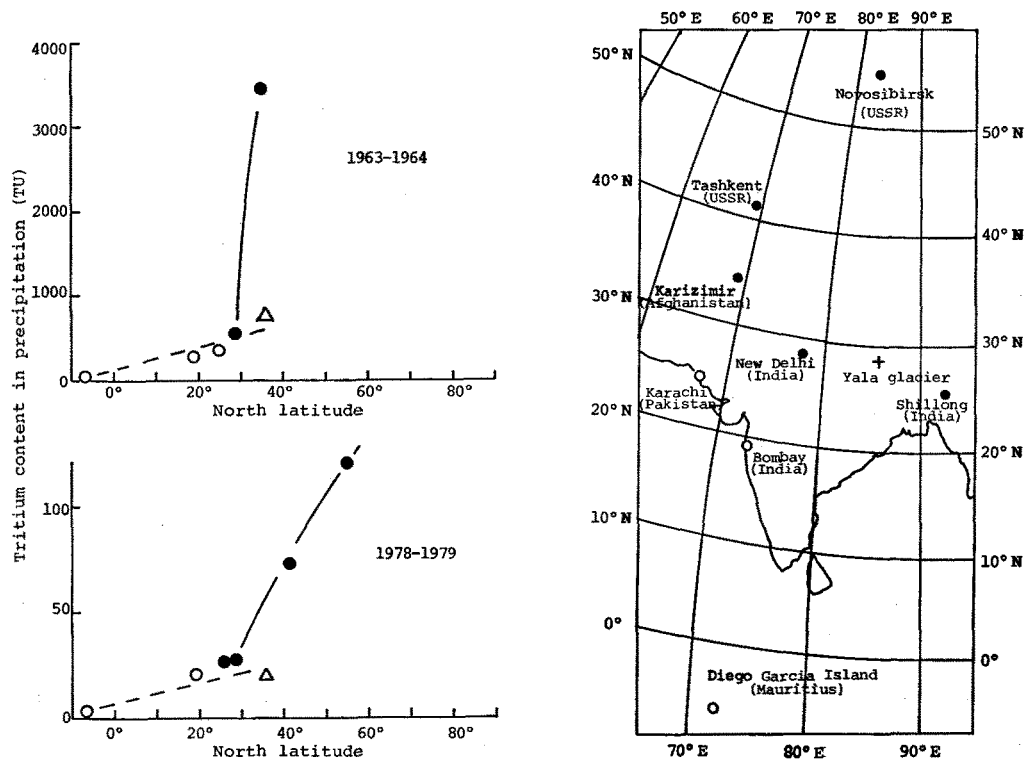 Tritium content in precipitation (TU)
4000
3000
2000
1000
0
1963-1964
0° 20° 40° 60° 80°
North latitude
100
50
0
1978-1979
0° 20° 40° 60° 80°
North latitude
50°E 60°E 70°E 80°E 90°E
50°N
40°N
30°N
20°N
10°N
0°
Novosibirsk
(USSR)
Tashkent
(USSR)
Karizimir
(Afghanistan)
New Delhi
(India)
Yala glacier
Karachi
(Pakistan
Shillong
(India)
Bombay
(India)
Diego Garcia Island
(Mauritius)
50°N
40°N
30°N
20°N
10°N
0°
70°E 80°E 90°E